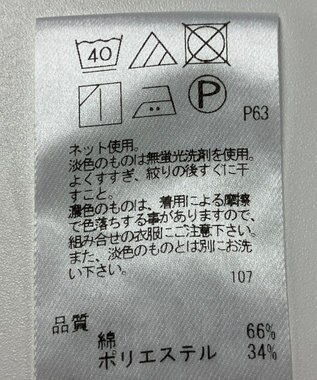 40
P
P63
ネット使用。
淡色のものは無蛍光洗剤を使用。
よくすすぎ、絞りの後すぐに干
すこと。
濃色のものは、着用による摩擦
で色落ちする事がありますので、
組み合せの衣服にご注意下さい。
また、淡色のものとは別にお洗
い下さい。
107
品質
綿 66%
ポリエステル 34%